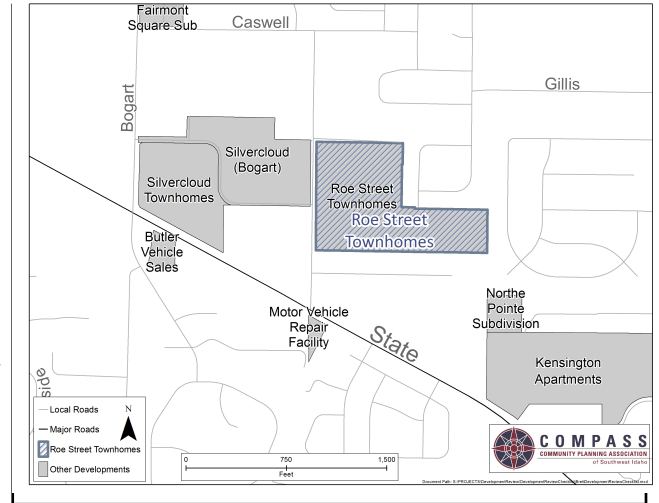 Fairmont
Square Sub
Caswell
Gillis
Bogart
Silvercloud
(Bogart)
Silvercloud
Townhomes
Roe Street
Townhomes
Roe Street
Townhomes
Butler
Vehicle
Sales
Motor Vehicle
Repair
Facility
State
Northe
Pointe
Subdivision
Kensington
Apartments
side
Local Roads
N
Major Roads
Roe Street Townhomes
Other Developments
0 750 1,500
Feet
COMPASS
COMMUNITY PLANNING ASSOCIATION
of Southwest Idaho